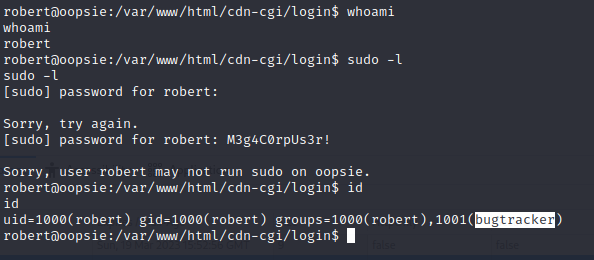 robert@oopsie:/var/www/html/cdn-cgi/login$ whoami
whoami
robert
robert@oopsie:/var/www/html/cdn-cgi/login$ sudo -l
sudo -l
[sudo] password for robert:
Sorry, try again.
[sudo] password for robert: M3g4C0rpUs3r!
Sorry, user robert may not run sudo on oopsie.
robert@oopsie:/var/www/html/cdn-cgi/login$ id
id
uid=1000(robert) gid=1000(robert) groups=1000(robert),1001(bugtracker)
robert@oopsie:/var/www/html/cdn-cgi/login$